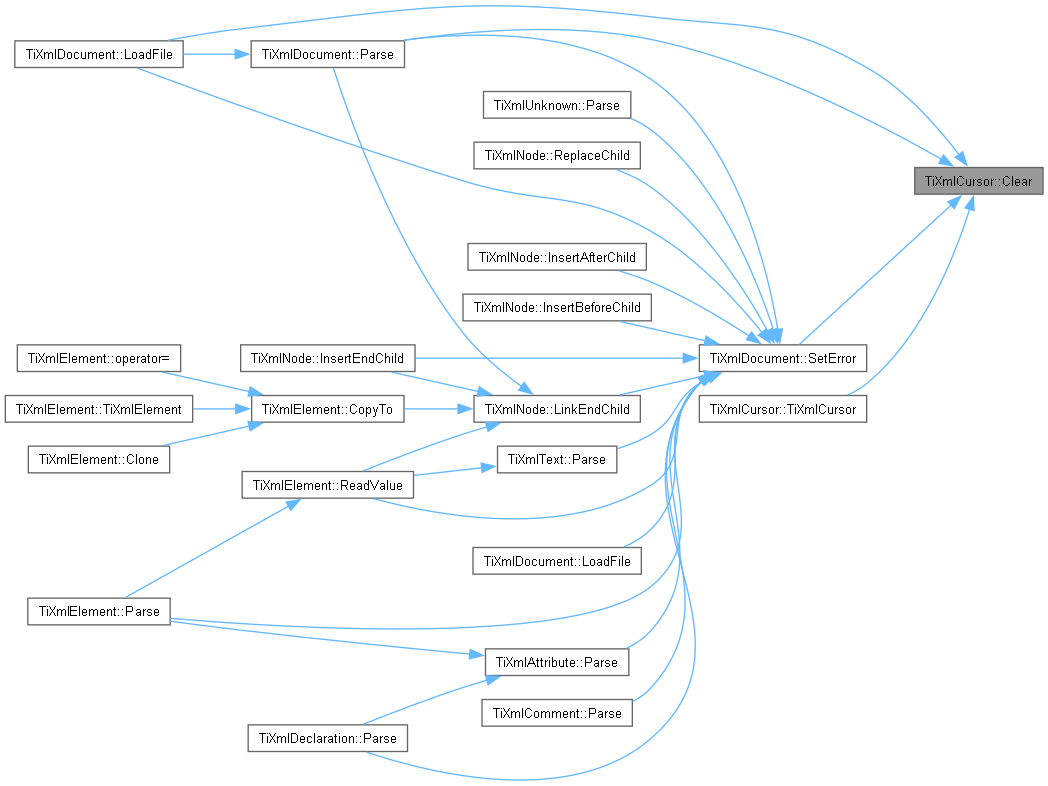 TiXmlDocument::LoadFile
TiXmlDocument::Parse
TiXmlUnknown::Parse
TiXmlNode::ReplaceChild
TiXmlCursor::Clear
TiXmlNode::InsertAfterChild
TiXmlNode::InsertBeforeChild
TiXmlElement::operator=
TiXmlNode::InsertEndChild
TiXmlDocument::SetError
TiXmlElement::TiXmlElement
TiXmlElement::CopyTo
TiXmlNode::LinkEndChild
TiXmlCursor::TiXmlCursor
TiXmlElement::Clone
TiXmlText::Parse
TiXmlElement::ReadValue
TiXmlDocument::LoadFile
TiXmlElement::Parse
TiXmlAttribute::Parse
TiXmlComment::Parse
TiXmlDeclaration::Parse